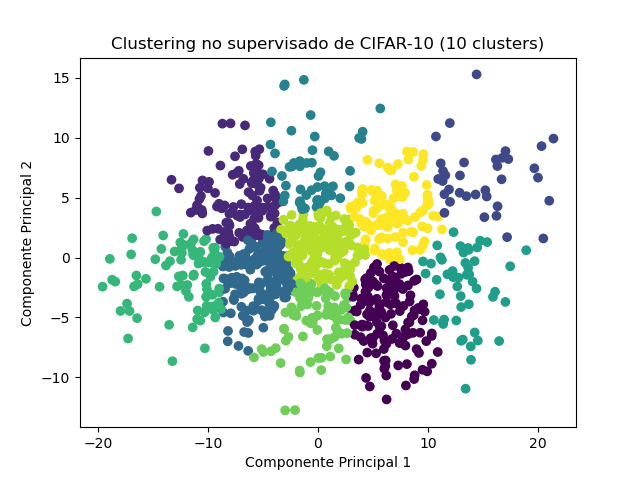 Clustering no supervisado de CIFAR-10 (10 clusters)
15
10
5
0
−5
−10
Componente Principal 2
−20 −10 0 10 20
Componente Principal 1